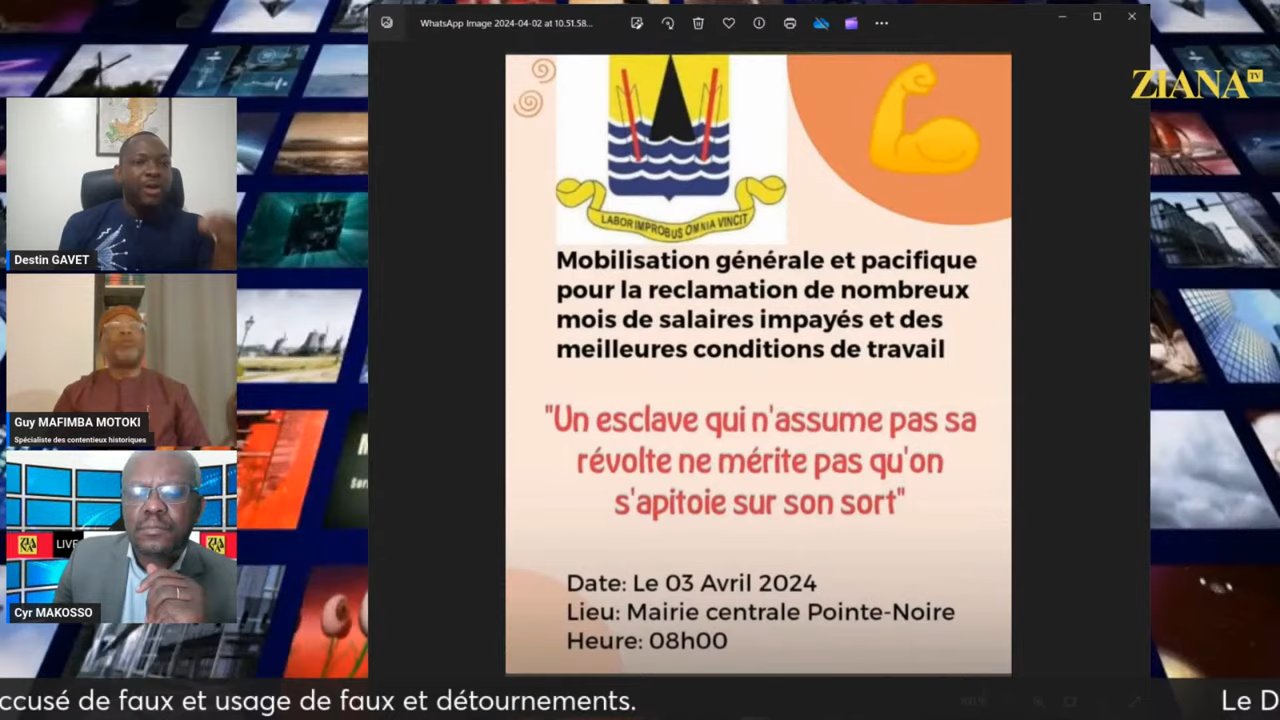 WhatsApp Image 2024-04-02 at 10.51.58...
ZIANA TV
LABOR IMPROBUS OMNIA VINCIT
Mobilisation générale et pacifique
pour la reclamation de nombreux
mois de salaires impayés et des
meilleures conditions de travail
"Un esclave qui n'assume pas sa
révolte ne mérite pas qu'on
s'apitoie sur son sort"
Date: Le 03 Avril 2024
Lieu: Mairie centrale Pointe-Noire
Heure: 08h00
Destin GAVET
Guy MAFIMBA MOTOKI
Spécialiste des contentieux historiques
LIVE
Cyr MAKOSSO
ccusé de faux et usage de faux et détournements.
Le D